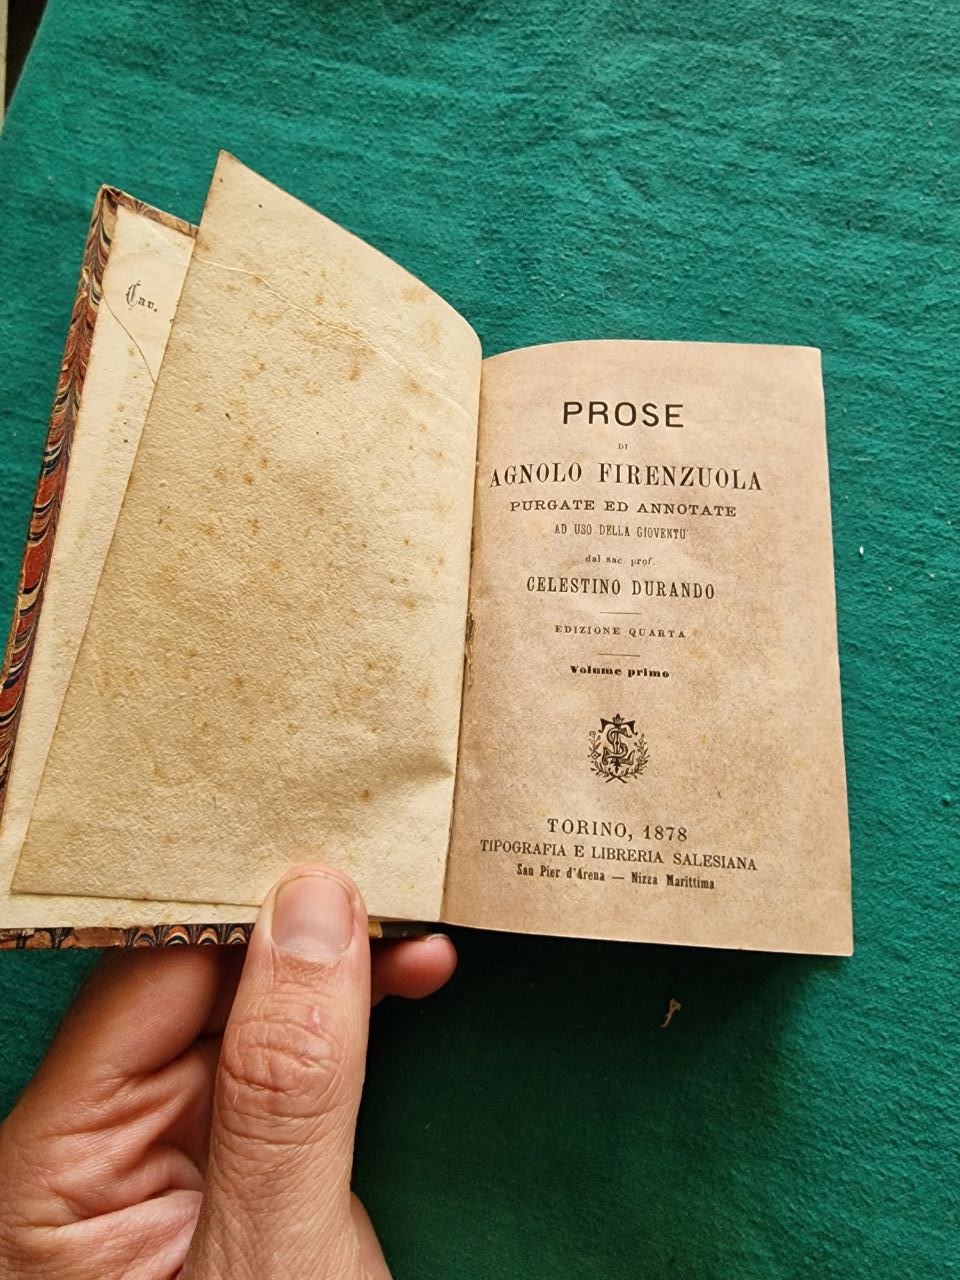 Cav.
PROSE
DI
AGNOLO FIRENZUOLA
PURGATE ED ANNOTATE
AD USO DELLA GIOVENTU'
dal sac. prof.
CELESTINO DURANDO
EDIZIONE QUARTA
Volume primo
TORINO, 1878
TIPOGRAFIA E LIBRERIA SALESIANA
San Pier d'Arena — Nizza Marittima